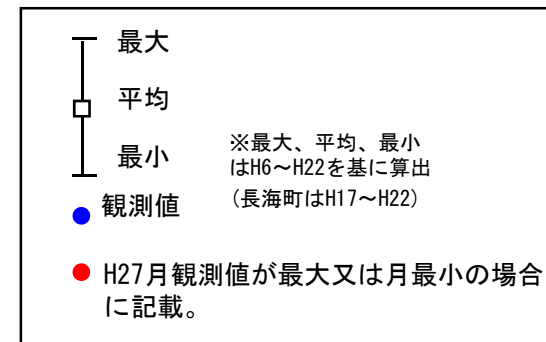 最大
平均
最小
※最大、平均、最小
はH6～H22を基に算出
(長海町はH17～H22)
観測値
H27月観測値が最大又は月最小の場合
に記載。